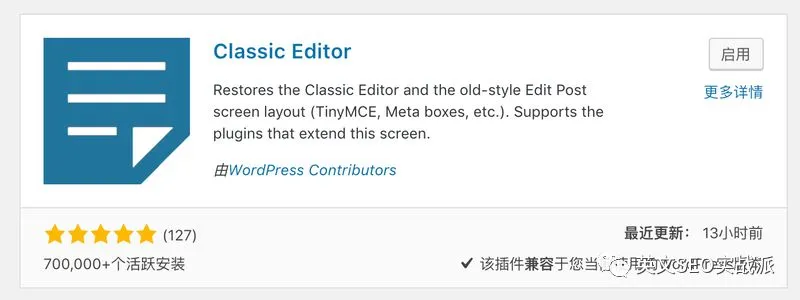 Classic Editor
启用
Restores the Classic Editor and the old-style Edit Post
更多详情
screen layout (TinyMCE, Meta boxes, etc.). Supports the
plugins that extend this screen.
由WordPress Contributors
(127)
最近更新： 13小时前
700,000+个活跃安装
该插件兼容于您当
英文SEO实战派